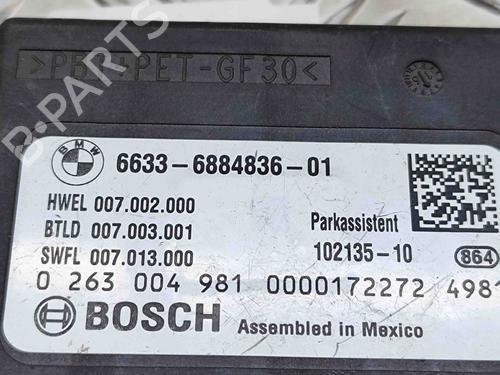 >PBT+PET-GF30<
B-PARTS
BMW
6633-6884836-01
HWEL 007.002.000
BTLD 007.003.001
SWFL 007.013.000
Parkassistent
102135-10 864
0 263 004 981 0000172272 4981
BOSCH Assembled in Mexico